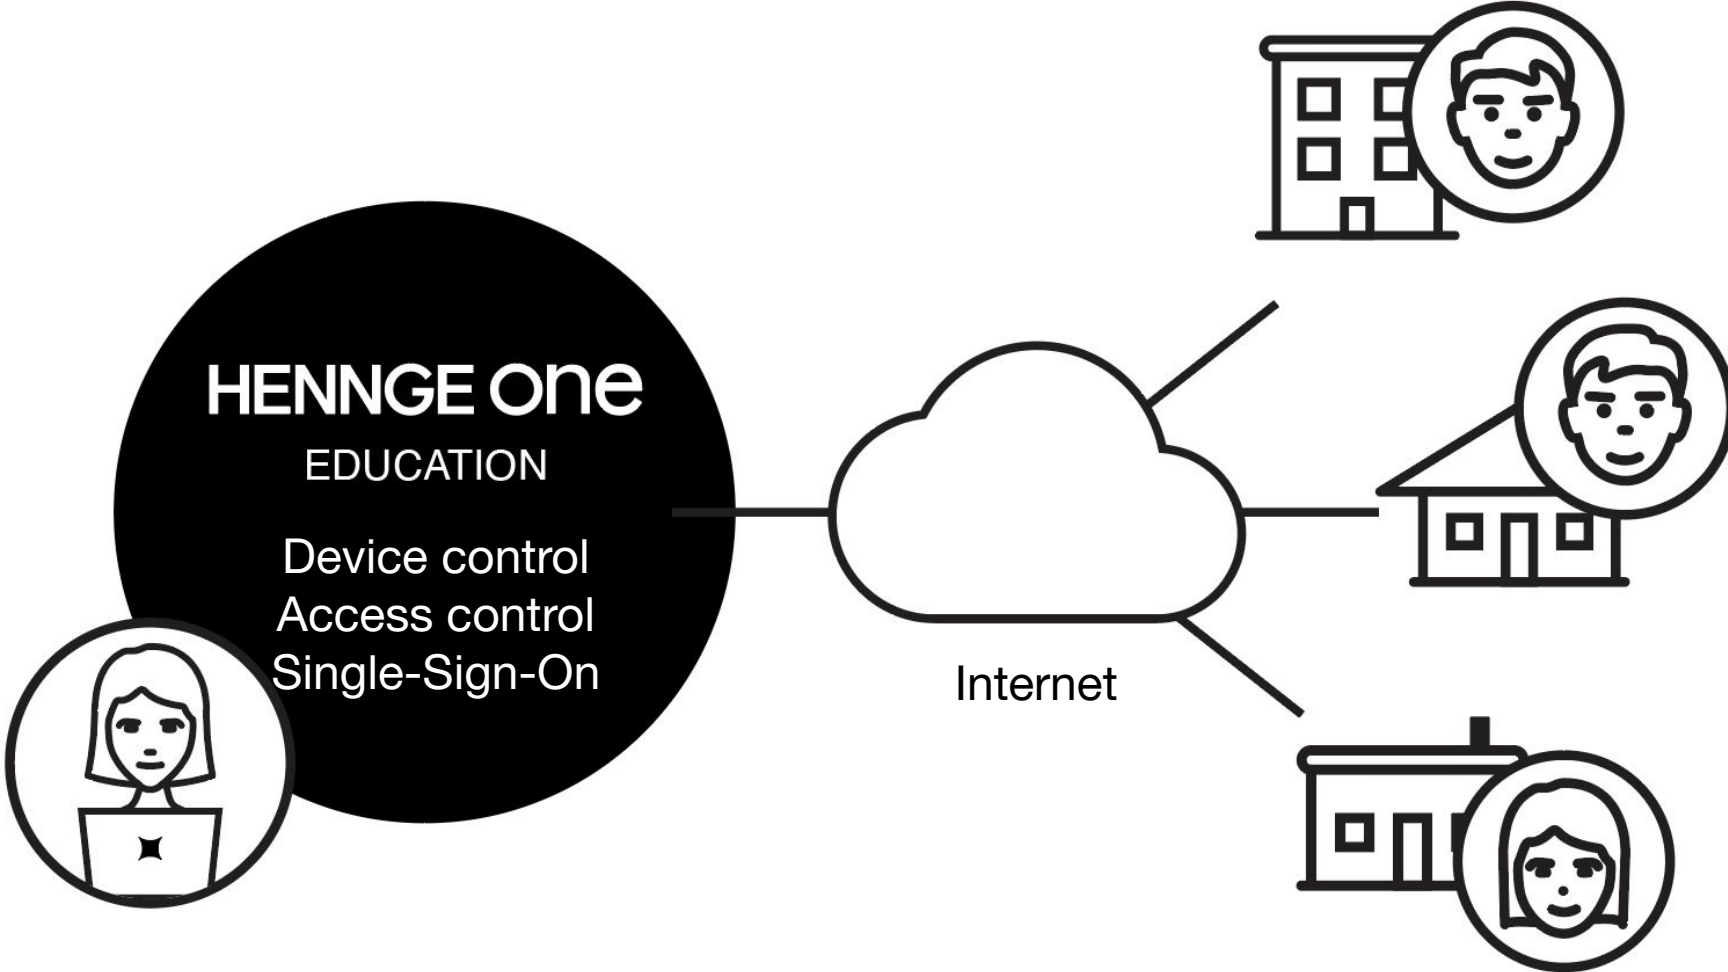 HENNGE one
EDUCATION
Device control
Access control
Single-Sign-On
Internet